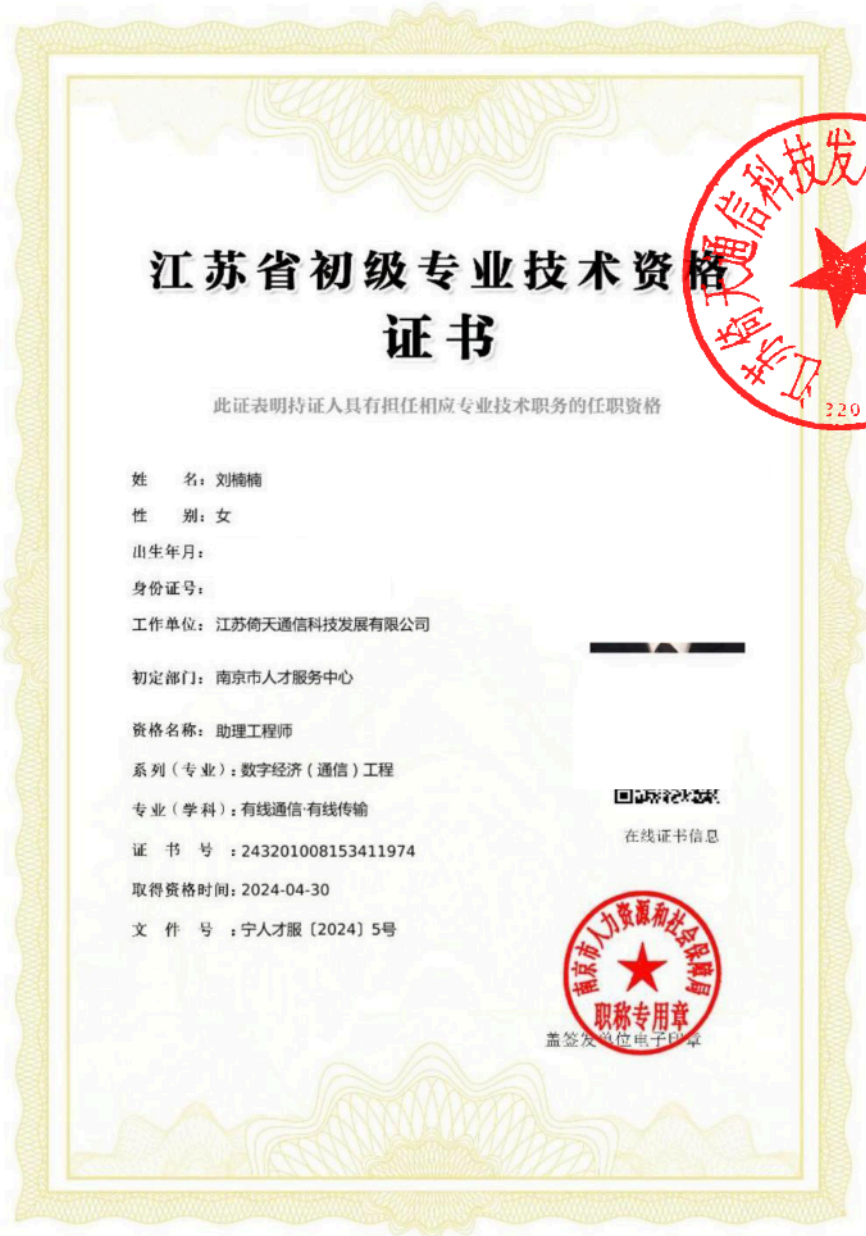 江苏省初级专业技术资格
证书
此证表明持证人具有担任相应专业技术职务的任职资格
姓 名：刘楠楠
性 别：女
出生年月：
身份证号：
工作单位：江苏倚天通信科技发展有限公司
初定部门：南京市人才服务中心
资格名称：助理工程师
系列（专业）：数字经济（通信）工程
专业（学科）：有线通信·有线传输
证 书 号 ：243201008153411974
取得资格时间：2024-04-30
文 件 号 ：宁人才服〔2024〕5号
在线证书信息
南京市人力资源和社会保障局
职称专用章
盖签发单位电子印章
江苏倚天通信科技发
320